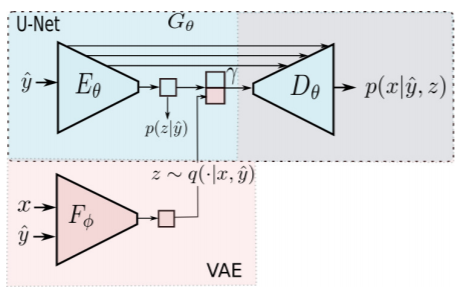 U-Net
G_θ
ŷ
E_θ
γ
D_θ
p(x|ŷ, z)
p(z|ŷ)
z ∼ q(·|x, ŷ)
x
F_ϕ
ŷ
VAE